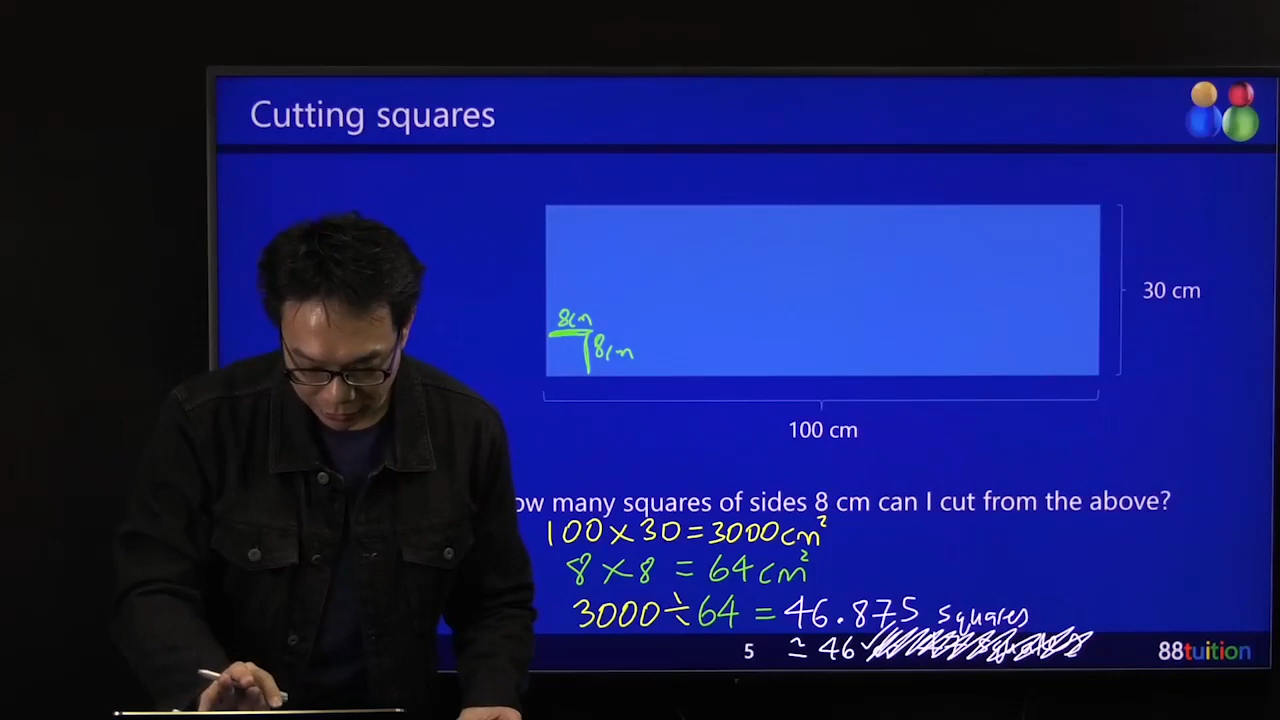 Cutting squares
8cm
8cm
30 cm
100 cm
ow many squares of sides 8 cm can I cut from the above?
100 × 30 = 3000 cm²
8 × 8 = 64 cm²
3000 ÷ 64 = 46.875 squares
5
≃ 46
88tuition